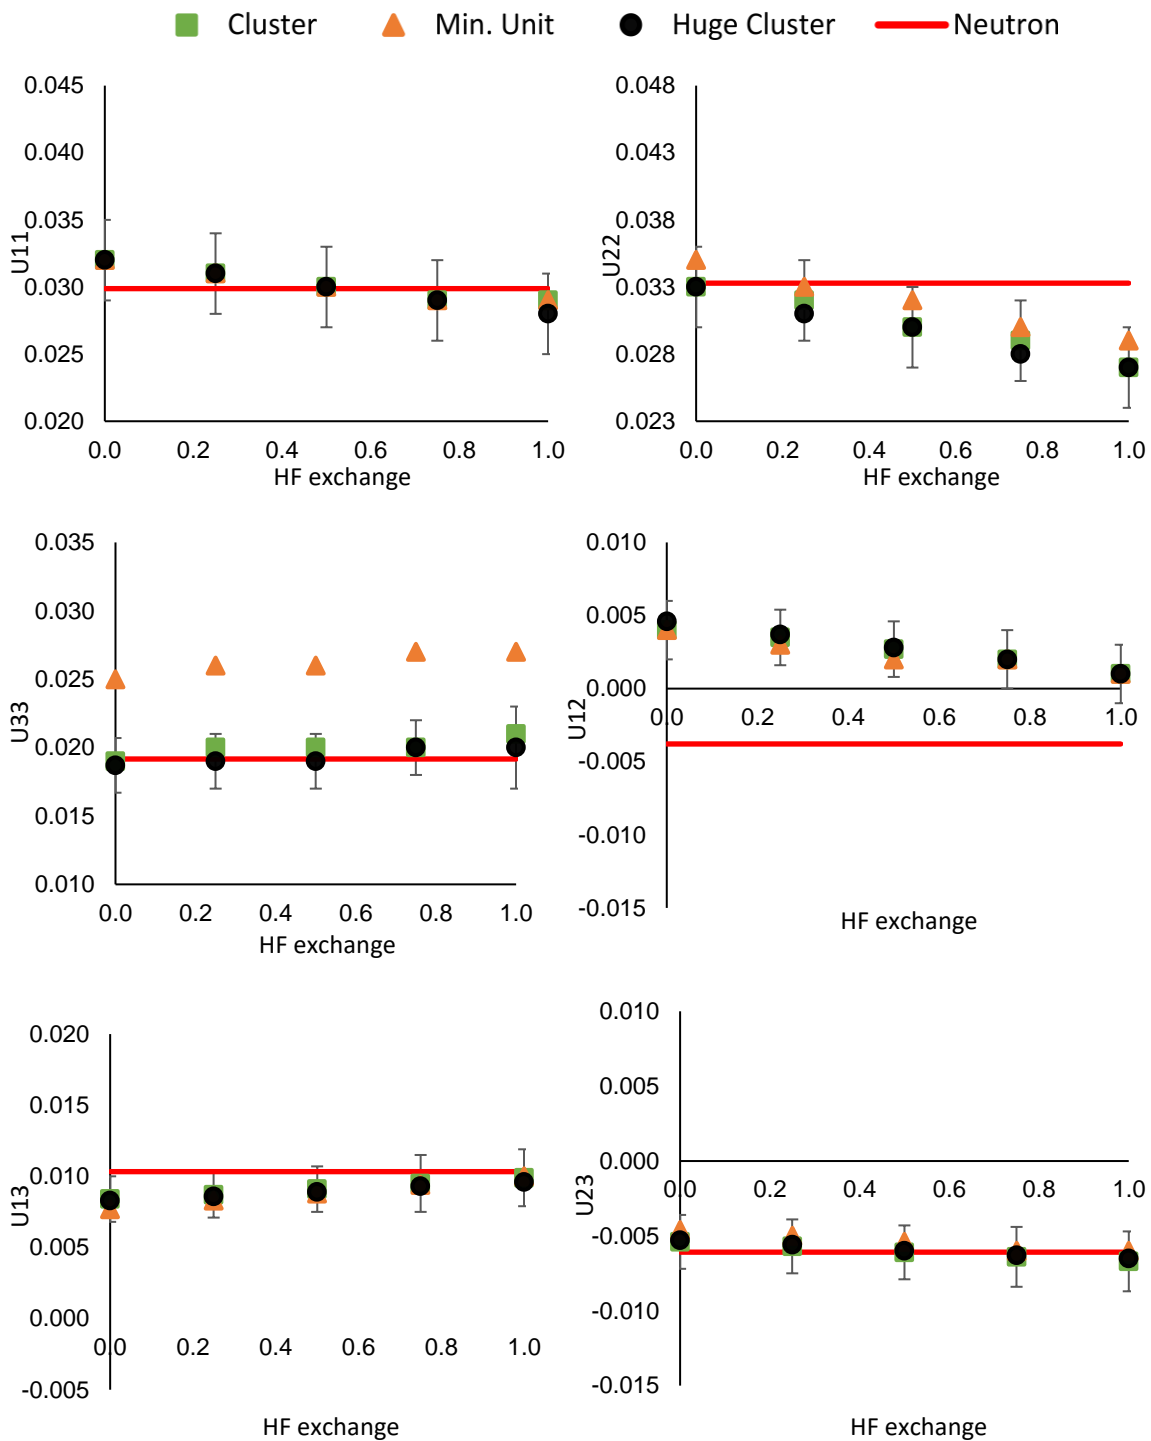 Cluster Min. Unit Huge Cluster Neutron
0.045
0.040
0.035
0.030
0.025
0.020
U11
0.0 0.2 0.4 0.6 0.8 1.0
HF exchange
0.048
0.043
0.038
0.033
0.028
0.023
U22
0.0 0.2 0.4 0.6 0.8 1.0
HF exchange
0.035
0.030
0.025
0.020
0.015
0.010
U33
0.0 0.2 0.4 0.6 0.8 1.0
HF exchange
0.010
0.005
0.000
-0.005
-0.010
-0.015
U12
0.0 0.2 0.4 0.6 0.8 1.0
HF exchange
0.020
0.015
0.010
0.005
0.000
-0.005
U13
0.0 0.2 0.4 0.6 0.8 1.0
HF exchange
0.010
0.005
0.000
-0.005
-0.010
-0.015
U23
0.0 0.2 0.4 0.6 0.8 1.0
HF exchange